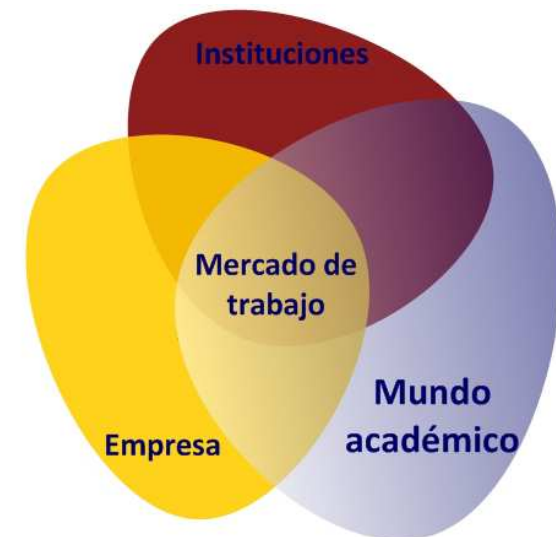 Instituciones
Mercado de
trabajo
Mundo
académico
Empresa